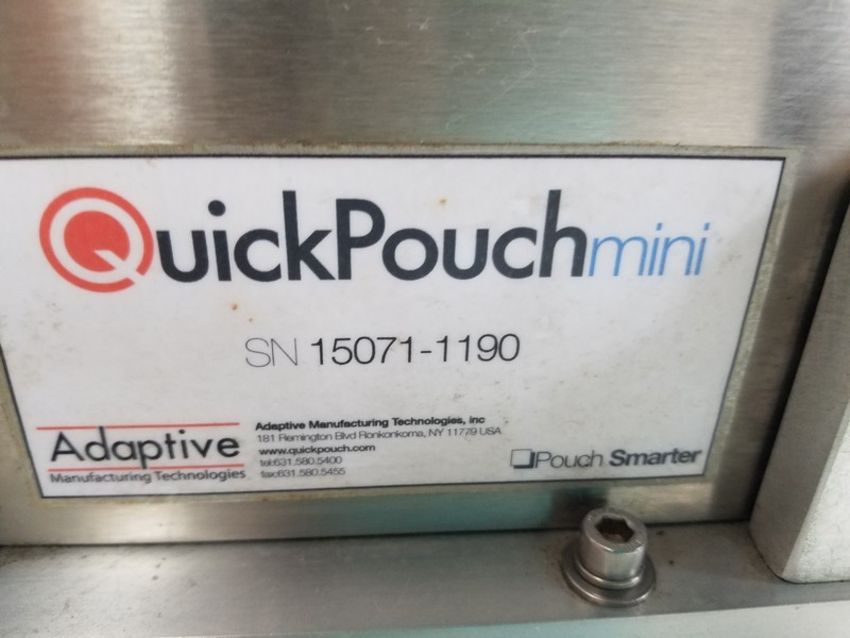 QuickPouchmini
SN 15071-1190
Adaptive
Manufacturing Technologies
Adaptive Manufacturing Technologies, inc
181 Remington Blvd Ronkonkoma, NY 11779 USA
www.quickpouch.com
tel:631.580.5400
fax:631.580.5455
Pouch Smarter